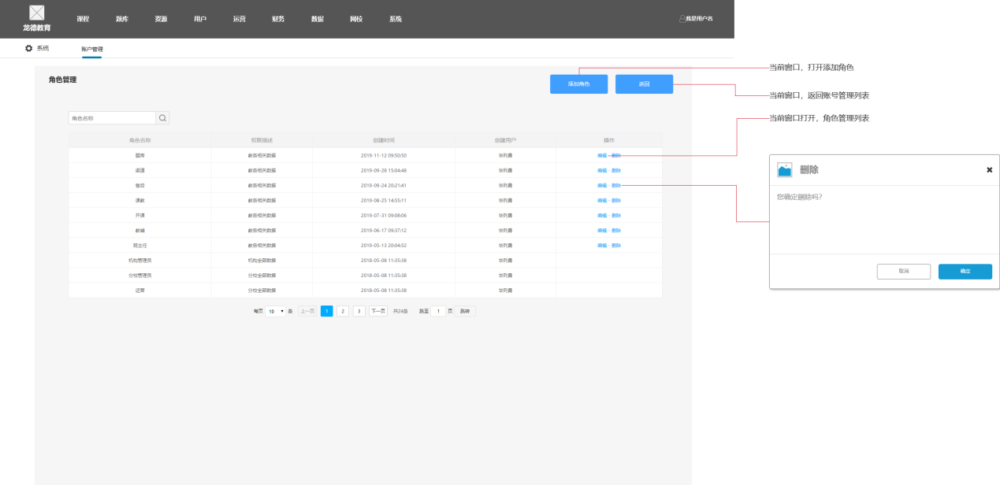 龙德教育
课程 题库 资源 用户 运营 财务 数据 网校 系统
我是用户名
系统 账户管理
角色管理
添加角色 返回
当前窗口，打开添加角色
当前窗口，返回账号管理列表
当前窗口打开，角色管理列表
角色名称
角色名称 权限描述 创建时间 创建用户 操作
题库 教务相关数据 2019-11-12 09:50:50 毕列勇 编辑 - 删除
渠道 教务相关数据 2019-09-28 15:04:48 毕列勇 编辑 - 删除
售后 教务相关数据 2019-09-24 20:21:41 毕列勇 编辑 - 删除
课教 教务相关数据 2019-08-25 14:55:11 毕列勇 编辑 - 删除
开课 教务相关数据 2019-07-31 09:08:06 毕列勇 编辑 - 删除
教辅 教务相关数据 2019-06-17 09:37:12 毕列勇 编辑 - 删除
班主任 教务相关数据 2019-05-13 20:04:52 毕列勇 编辑 - 删除
机构管理员 机构全部数据 2018-05-08 11:35:38 毕列勇
分校管理员 分校全部数据 2018-05-08 11:35:38 毕列勇
运营 分校全部数据 2018-05-08 11:35:38 毕列勇
每页 10 条 上一页 1 2 3 下一页 共24条 跳至 1 页 跳转
删除
您确定删除吗?
取消 确定